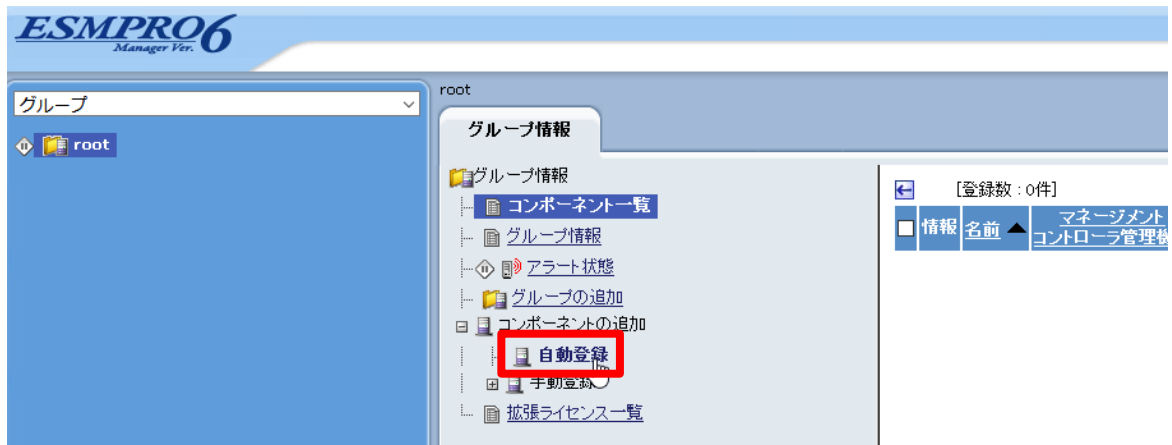 ESMPRO6
Manager Ver.
グループ
root
root
グループ情報
グループ情報
コンポーネント一覧
グループ情報
アラート状態
グループの追加
コンポーネントの追加
自動登録
手動登録
拡張ライセンス一覧
[登録数:0件]
情報 名前 ▲ マネージメント
コントローラ管理